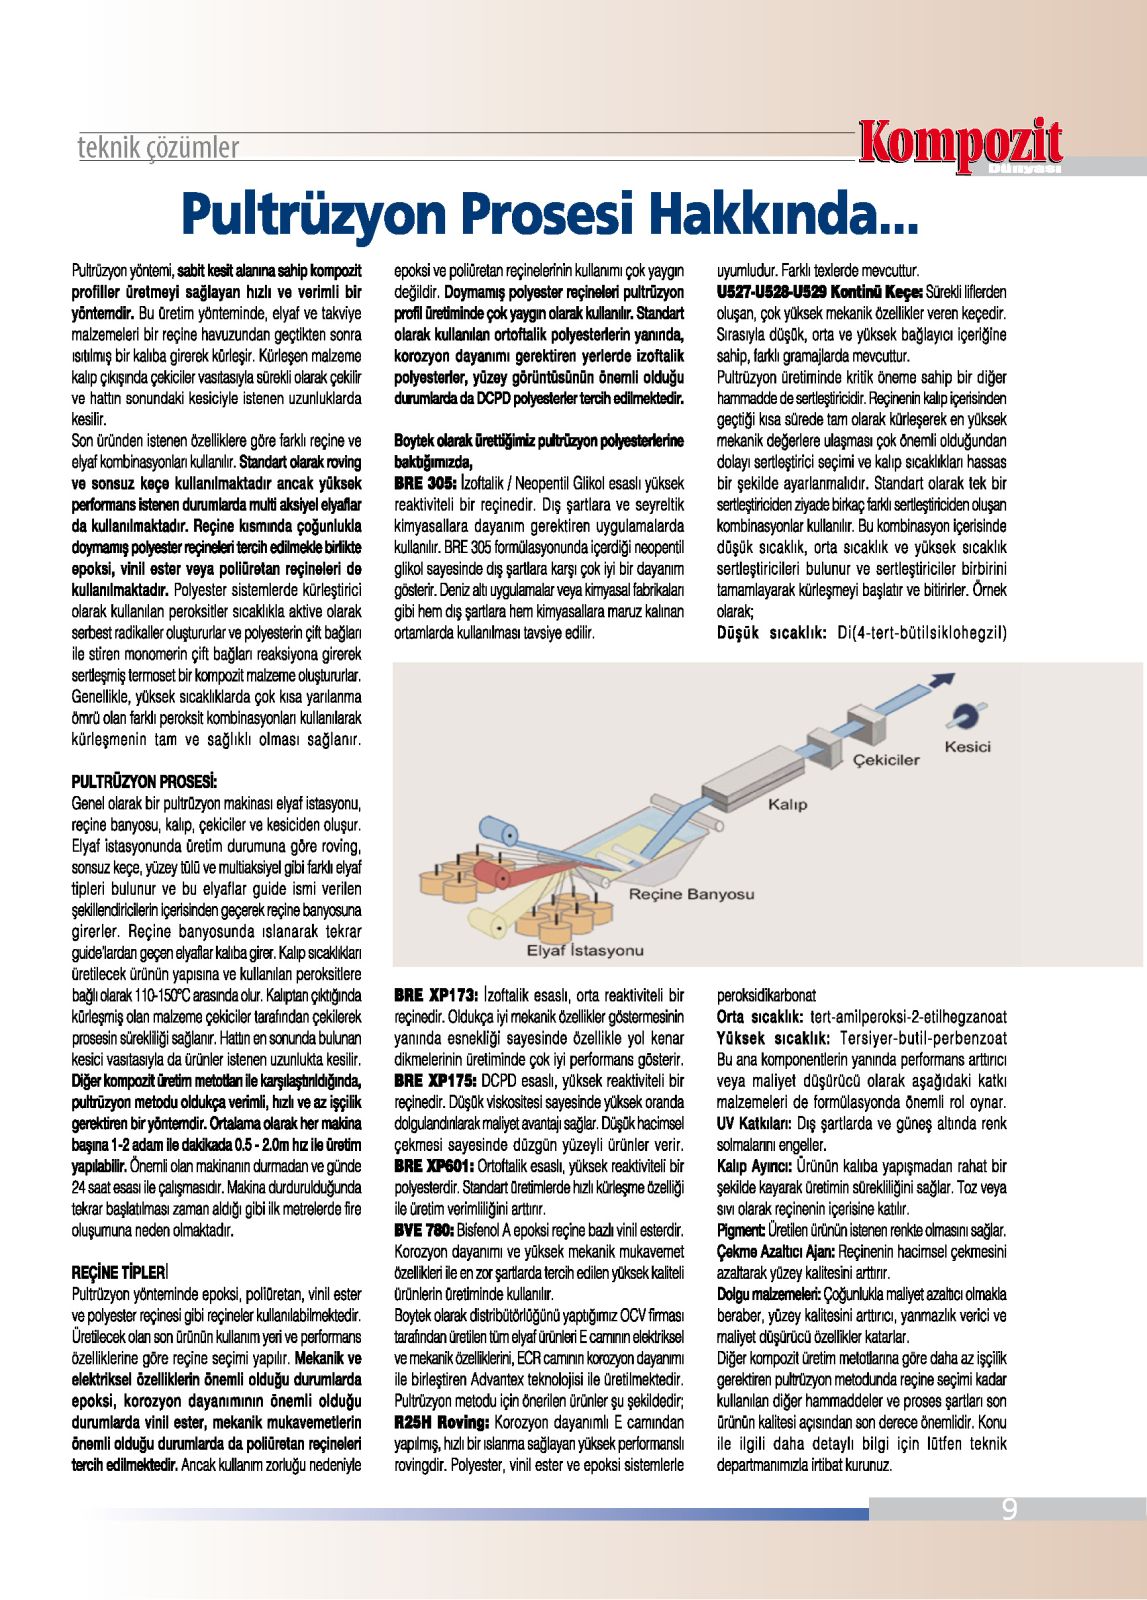 teknik çözümler
Kompozit
Dünyası
Pultrüzyon Prosesi Hakkında...
Pultrüzyon yöntemi, sabit kesit alanına sahip kompozit
profiller üretmeyi sağlayan hızlı ve verimli bir
yöntemdir. Bu üretim yönteminde, elyaf ve takviye
malzemeleri bir reçine havuzundan geçtikten sonra
ısıtılmış bir kalıba girerek kürleşir. Kürleşen malzeme
kalıp çıkışında çekiciler vasıtasıyla sürekli olarak çekilir
ve hattın sonundaki kesiciyle istenen uzunluklarda
kesilir.
Son üründen istenen özelliklere göre farklı reçine ve
elyaf kombinasyonları kullanılır. Standart olarak roving
ve sonsuz keçe kullanılmaktadır ancak yüksek
performans istenen durumlarda multi aksiyel elyaflar
da kullanılmaktadır. Reçine kısmında çoğunlukla
doymamış polyester reçineleri tercih edilmekle birlikte
epoksi, vinil ester veya poliüretan reçineleri de
kullanılmaktadır. Polyester sistemlerde kürleştirici
olarak kullanılan peroksitler sıcaklıkla aktive olarak
serbest radikaller oluştururlar ve polyesterin çift bağları
ile stiren monomerin çift bağları reaksiyona girerek
sertleşmiş termoset bir kompozit malzeme oluştururlar.
Genellikle, yüksek sıcaklıklarda çok kısa yarılanma
ömrü olan farklı peroksit kombinasyonları kullanılarak
kürleşmenin tam ve sağlıklı olması sağlanır.
PULTRÜZYON PROSESİ:
Genel olarak bir pultrüzyon makinası elyaf istasyonu,
reçine banyosu, kalıp, çekiciler ve kesiciden oluşur.
Elyaf istasyonunda üretim durumuna göre roving,
sonsuz keçe, yüzey tülü ve multiaksiyel gibi farklı elyaf
tipleri bulunur ve bu elyaflar guide ismi verilen
şekillendiricilerin içerisinden geçerek reçine banyosuna
girerler. Reçine banyosunda ıslanarak tekrar
guide'lardan geçen elyaflar kalıba girer. Kalıp sıcaklıkları
üretilecek ürünün yapısına ve kullanılan peroksitlere
bağlı olarak 110-150ºC arasında olur. Kalıptan çıktığında
kürleşmiş olan malzeme çekiciler tarafından çekilerek
prosesin sürekliliği sağlanır. Hattın en sonunda bulunan
kesici vasıtasıyla da ürünler istenen uzunlukta kesilir.
Diğer kompozit üretim metotları ile karşılaştırıldığında,
pultrüzyon metodu oldukça verimli, hızlı ve az işçilik
gerektiren bir yöntemdir. Ortalama olarak her makina
başına 1-2 adam ile dakikada 0.5 - 2.0m hız ile üretim
yapılabilir. Önemli olan makinanın durmadan ve günde
24 saat esası ile çalışmasıdır. Makina durdurulduğunda
tekrar başlatılması zaman aldığı gibi ilk metrelerde fire
oluşumuna neden olmaktadır.
REÇİNE TİPLERİ
Pultrüzyon yönteminde epoksi, poliüretan, vinil ester
ve polyester reçinesi gibi reçineler kullanılabilmektedir.
Üretilecek olan son ürünün kullanım yeri ve performans
özelliklerine göre reçine seçimi yapılır. Mekanik ve
elektriksel özelliklerin önemli olduğu durumlarda
epoksi, korozyon dayanımının önemli olduğu
durumlarda vinil ester, mekanik mukavemetlerin
önemli olduğu durumlarda da poliüretan reçineleri
tercih edilmektedir. Ancak kullanım zorluğu nedeniyle
epoksi ve poliüretan reçinelerinin kullanımı çok yaygın
değildir. Doymamış polyester reçineleri pultrüzyon
profil üretiminde çok yaygın olarak kullanılır. Standart
olarak kullanılan ortoftalik polyesterlerin yanında,
korozyon dayanımı gerektiren yerlerde izoftalik
polyesterler, yüzey görüntüsünün önemli olduğu
durumlarda da DCPD polyesterler tercih edilmektedir.
Boytek olarak ürettiğimiz pultrüzyon polyesterlerine
baktığımızda,
BRE 305: İzoftalik / Neopentil Glikol esaslı yüksek
reaktiviteli bir reçinedir. Dış şartlara ve seyreltik
kimyasallara dayanım gerektiren uygulamalarda
kullanılır. BRE 305 formülasyonunda içerdiği neopentil
glikol sayesinde dış şartlara karşı çok iyi bir dayanım
gösterir. Deniz altı uygulamalar veya kimyasal fabrikaları
gibi hem dış şartlara hem kimyasallara maruz kalınan
ortamlarda kullanılması tavsiye edilir.
uyumludur. Farklı texlerde mevcuttur.
U527-U528-U529 Kontinü Keçe: Sürekli liflerden
oluşan, çok yüksek mekanik özellikler veren keçedir.
Sırasıyla düşük, orta ve yüksek bağlayıcı içeriğine
sahip, farklı gramajlarda mevcuttur.
Pultrüzyon üretiminde kritik öneme sahip bir diğer
hammadde de sertleştiricidir. Reçinenin kalıp içerisinden
geçtiği kısa sürede tam olarak kürleşerek en yüksek
mekanik değerlere ulaşması çok önemli olduğundan
dolayı sertleştirici seçimi ve kalıp sıcaklıkları hassas
bir şekilde ayarlanmalıdır. Standart olarak tek bir
sertleştiriciden ziyade birkaç farklı sertleştiriciden oluşan
kombinasyonlar kullanılır. Bu kombinasyon içerisinde
düşük sıcaklık, orta sıcaklık ve yüksek sıcaklık
sertleştiricileri bulunur ve sertleştiriciler birbirini
tamamlayarak kürleşmeyi başlatır ve bitirirler. Örnek
olarak;
Düşük sıcaklık: Di(4-tert-bütilsiklohegzil)
Kesici
Çekiciler
Kalıp
Reçine Banyosu
Elyaf İstasyonu
BRE XP173: İzoftalik esaslı, orta reaktiviteli bir
reçinedir. Oldukça iyi mekanik özellikler göstermesinin
yanında esnekliği sayesinde özellikle yol kenar
dikmelerinin üretiminde çok iyi performans gösterir.
BRE XP175: DCPD esaslı, yüksek reaktiviteli bir
reçinedir. Düşük viskositesi sayesinde yüksek oranda
dolgulandırılarak maliyet avantajı sağlar. Düşük hacimsel
çekmesi sayesinde düzgün yüzeyli ürünler verir.
BRE XP601: Ortoftalik esaslı, yüksek reaktiviteli bir
polyesterdir. Standart üretimlerde hızlı kürleşme özelliği
ile üretim verimliliğini arttırır.
BVE 780: Bisfenol A epoksi reçine bazlı vinil esterdir.
Korozyon dayanımı ve yüksek mekanik mukavemet
özellikleri ile en zor şartlarda tercih edilen yüksek kaliteli
ürünlerin üretiminde kullanılır.
Boytek olarak distribütörlüğünü yaptığımız OCV firması
tarafından üretilen tüm elyaf ürünleri E camının elektriksel
ve mekanik özelliklerini, ECR camının korozyon dayanımı
ile birleştiren Advantex teknolojisi ile üretilmektedir.
Pultrüzyon metodu için önerilen ürünler şu şekildedir;
R25H Roving: Korozyon dayanımlı E camından
yapılmış, hızlı bir ıslanma sağlayan yüksek performanslı
rovingdir. Polyester, vinil ester ve epoksi sistemlerle
peroksidikarbonat
Orta sıcaklık: tert-amilperoksi-2-etilhegzanoat
Yüksek sıcaklık: Tersiyer-butil-perbenzoat
Bu ana komponentlerin yanında performans arttırıcı
veya maliyet düşürücü olarak aşağıdaki katkı
malzemeleri de formülasyonda önemli rol oynar.
UV Katkıları: Dış şartlarda ve güneş altında renk
solmalarını engeller.
Kalıp Ayırıcı: Ürünün kalıba yapışmadan rahat bir
şekilde kayarak üretimin sürekliliğini sağlar. Toz veya
sıvı olarak reçinenin içerisine katılır.
Pigment: Üretilen ürünün istenen renkte olmasını sağlar.
Çekme Azaltıcı Ajan: Reçinenin hacimsel çekmesini
azaltarak yüzey kalitesini arttırır.
Dolgu malzemeleri: Çoğunlukla maliyet azaltıcı olmakla
beraber, yüzey kalitesini arttırıcı, yanmazlık verici ve
maliyet düşürücü özellikler katarlar.
Diğer kompozit üretim metotlarına göre daha az işçilik
gerektiren pultrüzyon metodunda reçine seçimi kadar
kullanılan diğer hammaddeler ve proses şartları son
ürünün kalitesi açısından son derece önemlidir. Konu
ile ilgili daha detaylı bilgi için lütfen teknik
departmanımızla irtibat kurunuz.
9